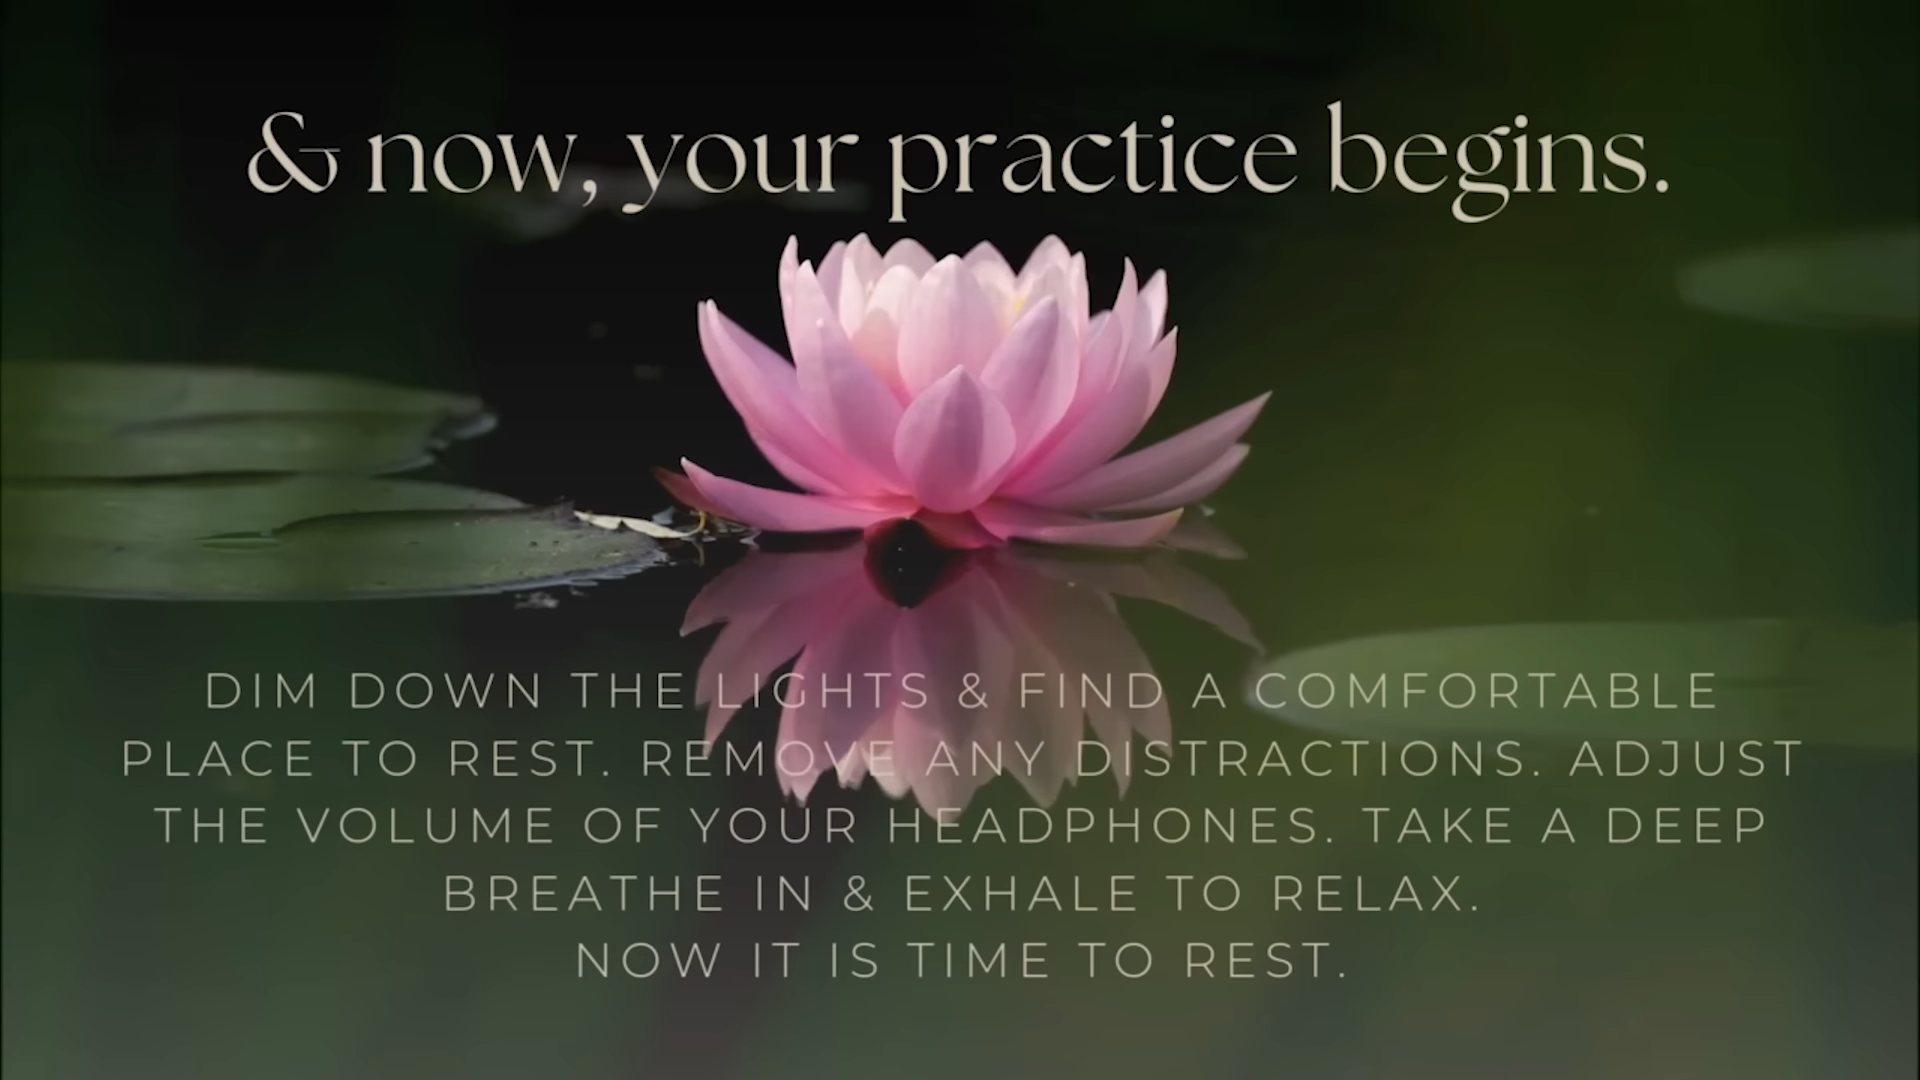 & now, your practice begins.
DIM DOWN THE LIGHTS & FIND A COMFORTABLE
PLACE TO REST. REMOVE ANY DISTRACTIONS. ADJUST
THE VOLUME OF YOUR HEADPHONES. TAKE A DEEP
BREATHE IN & EXHALE TO RELAX.
NOW IT IS TIME TO REST.